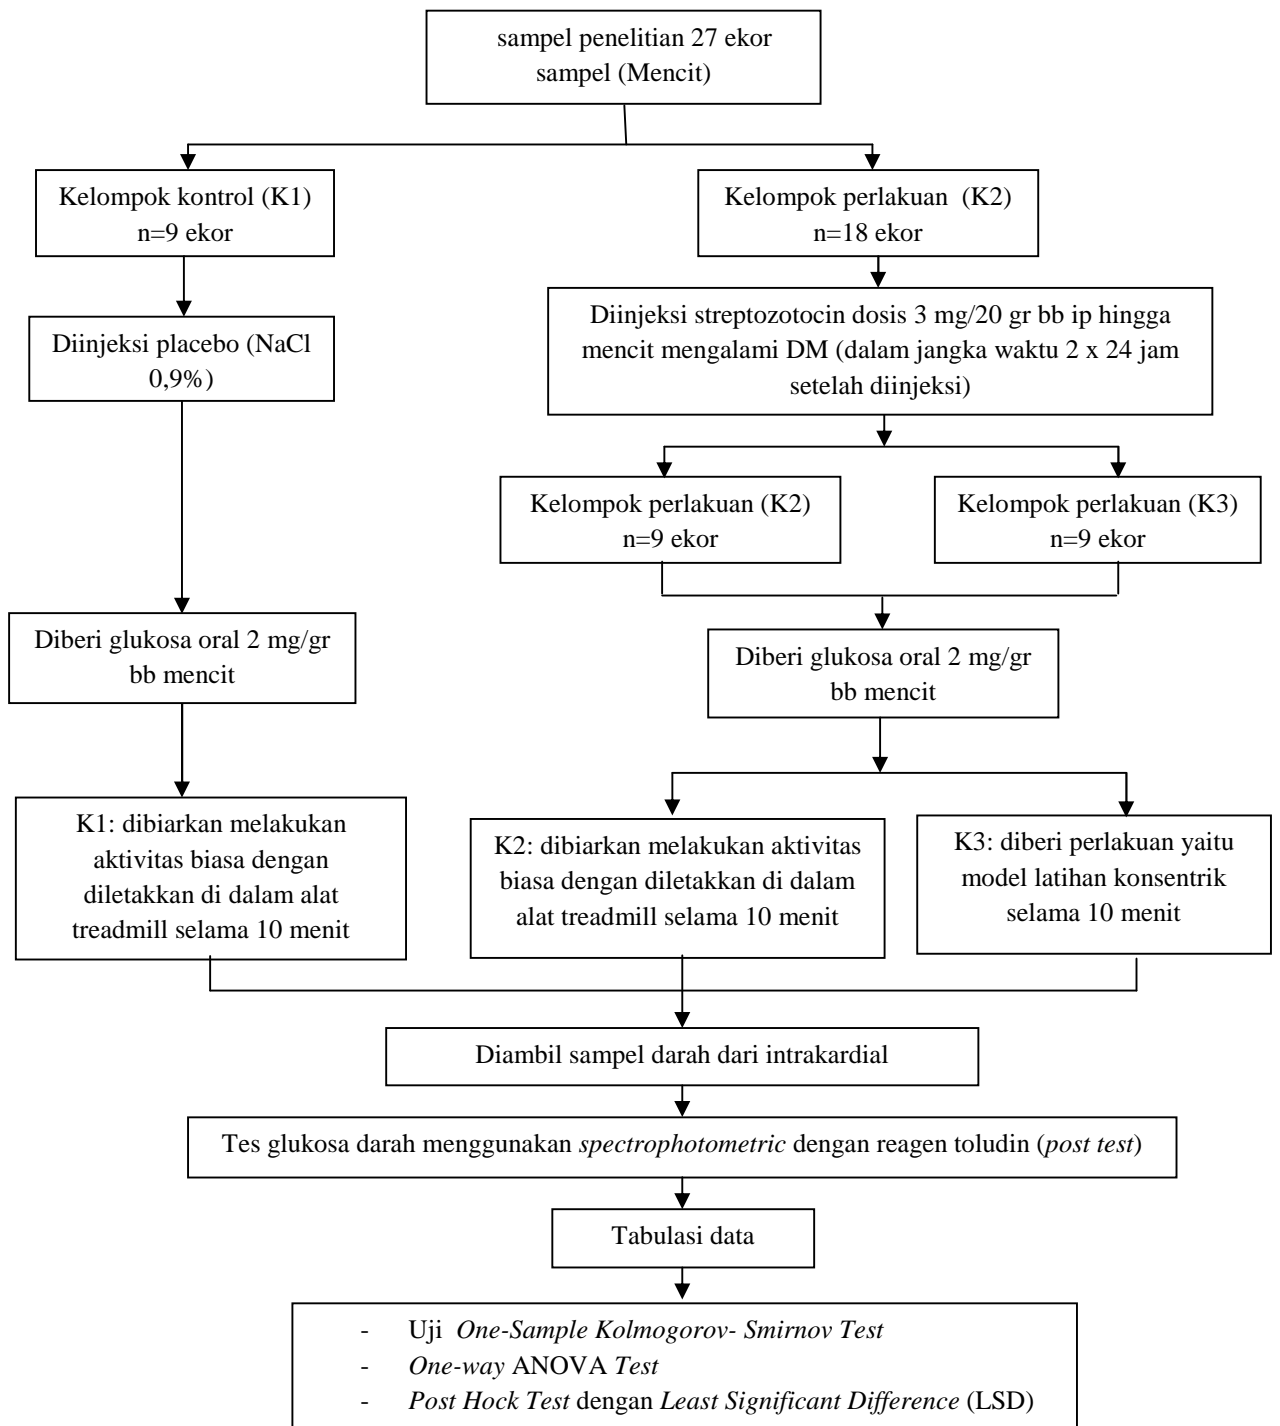 sampel penelitian 27 ekor
sampel (Mencit)
Kelompok kontrol (K1)
n=9 ekor
Kelompok perlakuan (K2)
n=18 ekor
Diinjeksi placebo (NaCl
0,9%)
Diinjeksi streptozotocin dosis 3 mg/20 gr bb ip hingga
mencit mengalami DM (dalam jangka waktu 2 x 24 jam
setelah diinjeksi)
Kelompok perlakuan (K2)
n=9 ekor
Kelompok perlakuan (K3)
n=9 ekor
Diberi glukosa oral 2 mg/gr
bb mencit
Diberi glukosa oral 2 mg/gr
bb mencit
K1: dibiarkan melakukan
aktivitas biasa dengan
diletakkan di dalam alat
treadmill selama 10 menit
K2: dibiarkan melakukan aktivitas
biasa dengan diletakkan di dalam
alat treadmill selama 10 menit
K3: diberi perlakuan yaitu
model latihan konsentrik
selama 10 menit
Diambil sampel darah dari intrakardial
Tes glukosa darah menggunakan spectrophotometric dengan reagen toludin (post test)
Tabulasi data
- Uji One-Sample Kolmogorov- Smirnov Test
- One-way ANOVA Test
- Post Hock Test dengan Least Significant Difference (LSD)